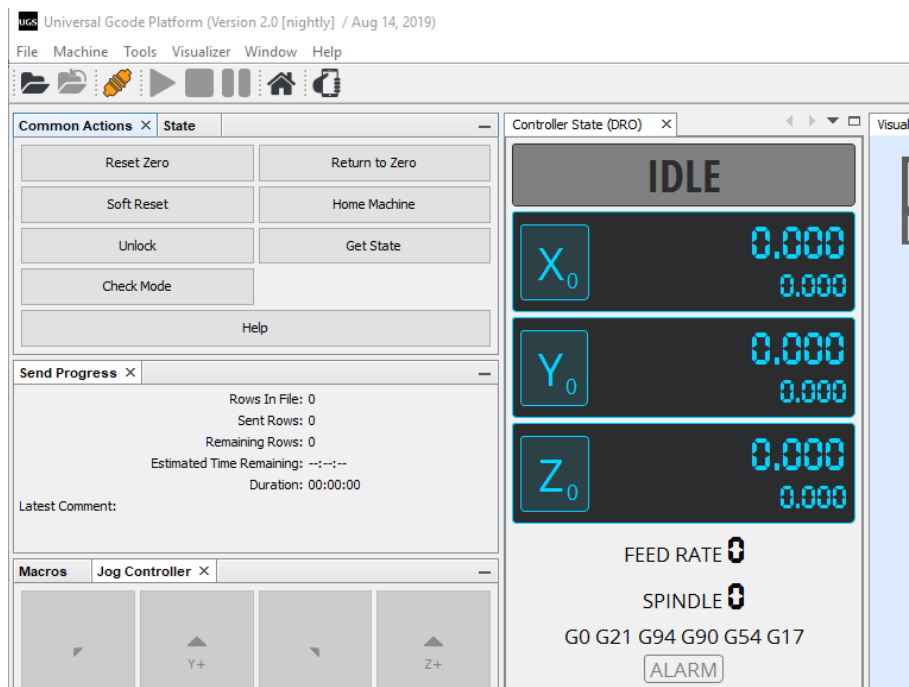 UGS Universal Gcode Platform (Version 2.0 [nightly] / Aug 14, 2019)
File Machine Tools Visualizer Window Help
Common Actions State
Reset Zero Return to Zero
Soft Reset Home Machine
Unlock Get State
Check Mode
Help
Send Progress
Rows In File: 0
Sent Rows: 0
Remaining Rows: 0
Estimated Time Remaining: --:--:--
Duration: 00:00:00
Latest Comment:
Macros Jog Controller
Y+ Z+
Controller State (DRO)
IDLE
X0 0.000
0.000
Y0 0.000
0.000
Z0 0.000
0.000
FEED RATE 0
SPINDLE 0
G0 G21 G94 G90 G54 G17
ALARM
Visual